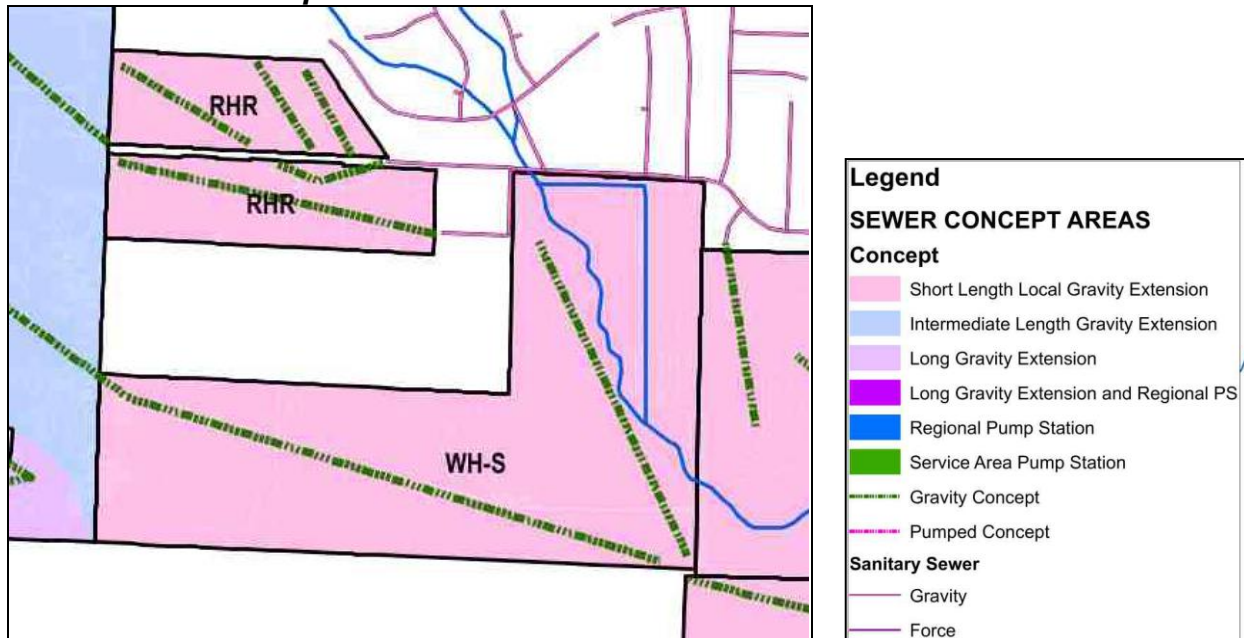 RHR
RHR
WH-S
Legend
SEWER CONCEPT AREAS
Concept
Short Length Local Gravity Extension
Intermediate Length Gravity Extension
Long Gravity Extension
Long Gravity Extension and Regional PS
Regional Pump Station
Service Area Pump Station
Gravity Concept
Pumped Concept
Sanitary Sewer
Gravity
Force